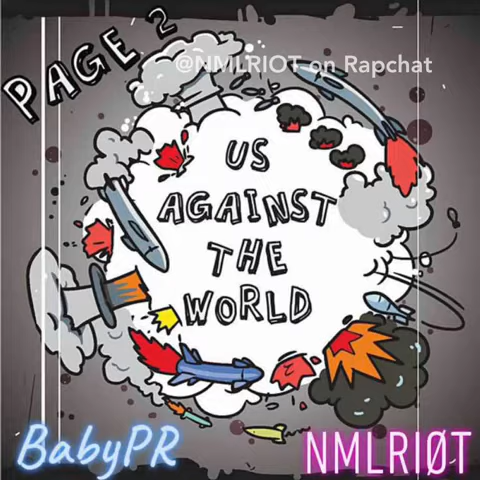 PAGE 2
@NMLRIOT on Rapchat
US
AGAINST
THE
WORLD
BabyPR
NMLRIØT